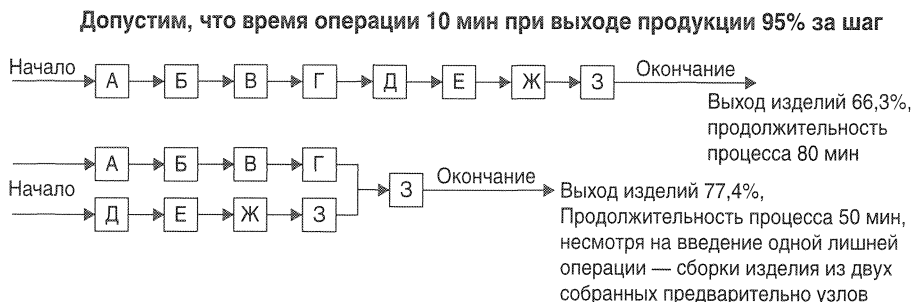 Допустим, что время операции 10 мин при выходе продукции 95% за шаг
Начало А Б В Г Д Е Ж З Окончание
Выход изделий 66,3%,
продолжительность
процесса 80 мин
А Б В Г
Начало
З Окончание
Д Е Ж З
Выход изделий 77,4%,
Продолжительность процесса 50 мин,
несмотря на введение одной лишней
операции — сборки изделия из двух
собранных предварительно узлов